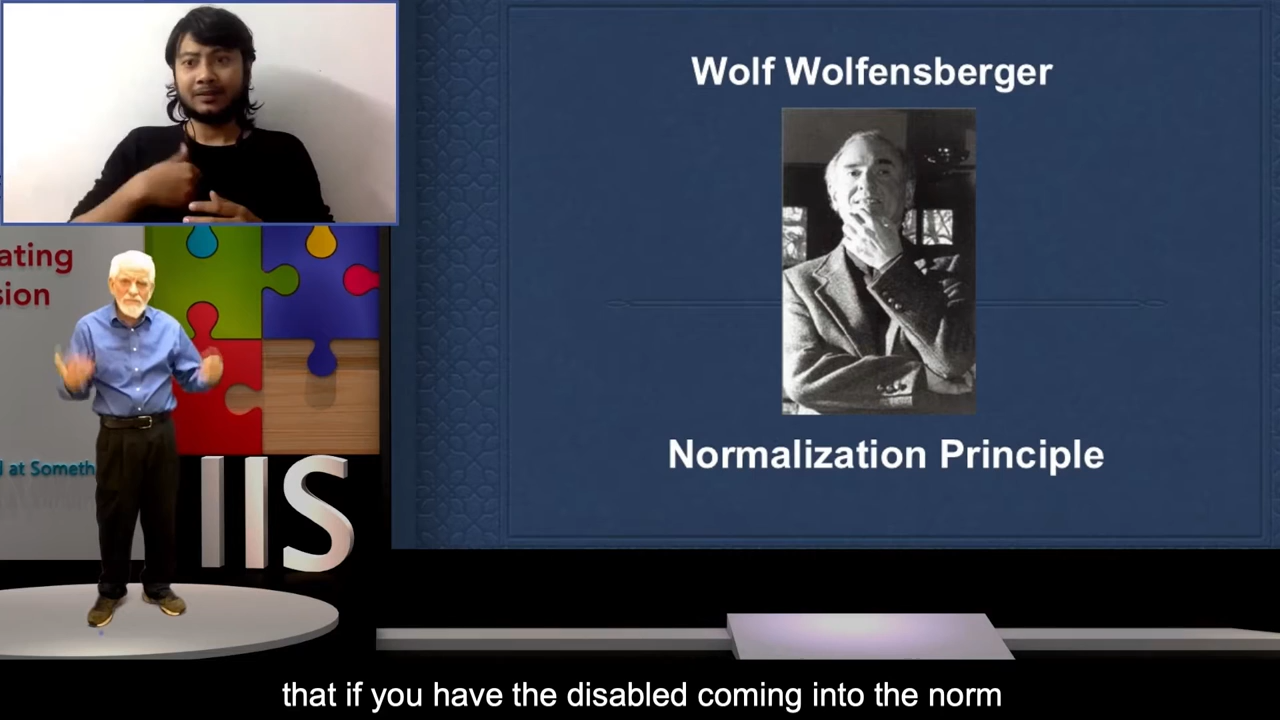 Wolf Wolfensberger
ating
sion
Normalization Principle
at Someth
IIS
that if you have the disabled coming into the norm